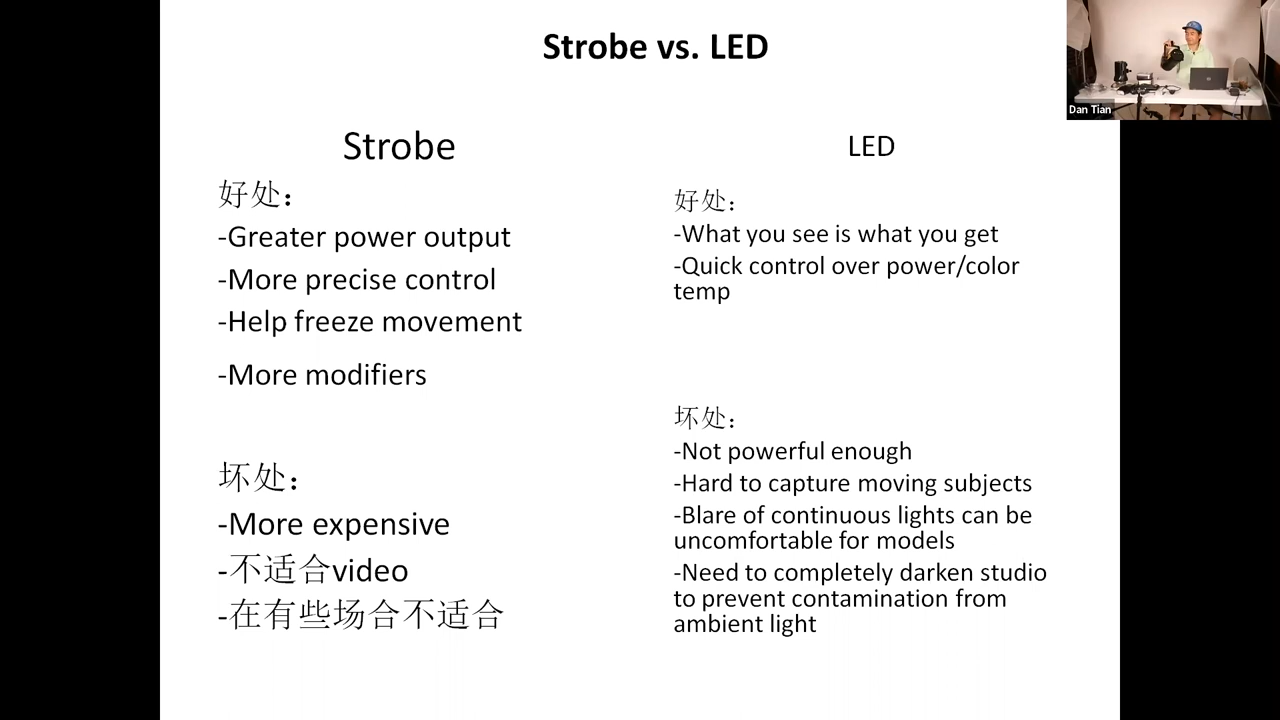 Strobe vs. LED
Dan Tian
Strobe
好处：
-Greater power output
-More precise control
-Help freeze movement
-More modifiers
坏处：
-More expensive
-不适合video
-在有些场合不适合
LED
好处：
-What you see is what you get
-Quick control over power/color
temp
坏处：
-Not powerful enough
-Hard to capture moving subjects
-Blare of continuous lights can be
uncomfortable for models
-Need to completely darken studio
to prevent contamination from
ambient light